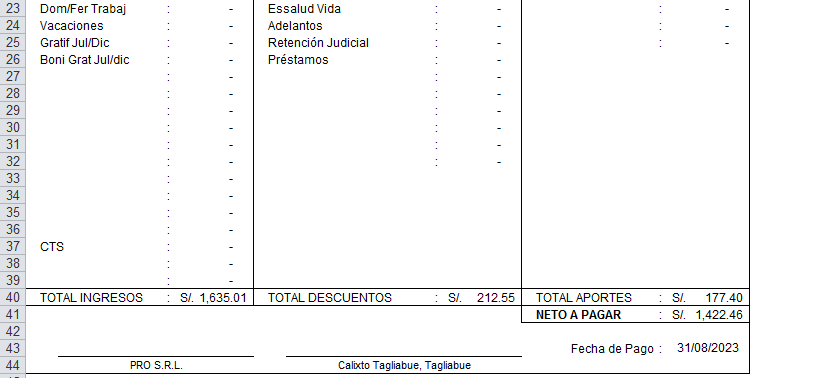 23 Dom/Fer Trabaj : - Essalud Vida : - : -
24 Vacaciones : - Adelantos : - : -
25 Gratif Jul/Dic : - Retención Judicial : - : -
26 Boni Grat Jul/dic : - Préstamos : -
27 : - : -
28 : - : -
29 : - : -
30 : - : -
31 : - : -
32 : - : -
33 : -
34 : -
35 : -
36 : -
37 CTS : -
38 : -
39 : -
40 TOTAL INGRESOS : S/. 1,635.01 TOTAL DESCUENTOS : S/. 212.55 TOTAL APORTES : S/. 177.40
41 NETO A PAGAR : S/. 1,422.46
42
43 Fecha de Pago : 31/08/2023
44 PRO S.R.L. Calixto Tagliabue, Tagliabue